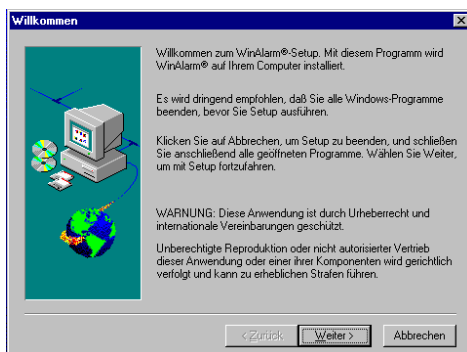 Willkommen
Willkommen zum WinAlarm®-Setup. Mit diesem Programm wird
WinAlarm® auf Ihrem Computer installiert.
Es wird dringend empfohlen, daß Sie alle Windows-Programme
beenden, bevor Sie Setup ausführen.
Klicken Sie auf Abbrechen, um Setup zu beenden, und schließen
Sie anschließend alle geöffneten Programme. Wählen Sie Weiter,
um mit Setup fortzufahren.
WARNUNG: Diese Anwendung ist durch Urheberrecht und
internationale Vereinbarungen geschützt.
Unberechtigte Reproduktion oder nicht autorisierter Vertrieb
dieser Anwendung oder einer ihrer Komponenten wird gerichtlich
verfolgt und kann zu erheblichen Strafen führen.
< Zurück Weiter > Abbrechen